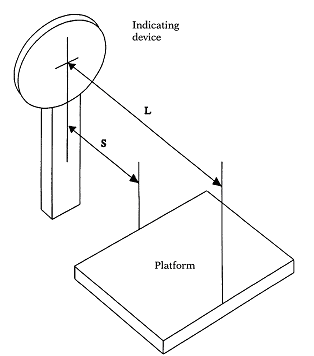 Indicating
device
L
S
Platform